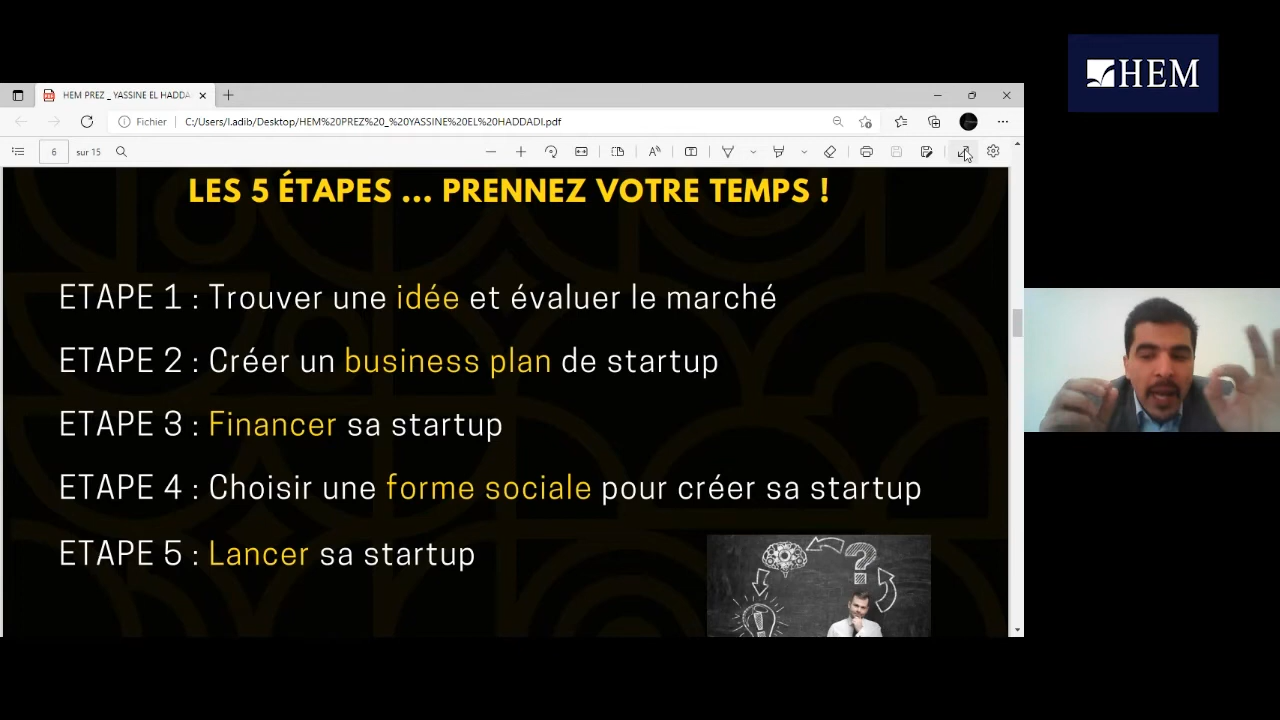 HEM
HEM PREZ _ YASSINE EL HADDA
Fichier
C:/Users/l.adib/Desktop/HEM%20PREZ%20_%20YASSINE%20EL%20HADDADI.pdf
6 sur 15
LES 5 ÉTAPES ... PRENNEZ VOTRE TEMPS !
ETAPE 1 : Trouver une idée et évaluer le marché
ETAPE 2 : Créer un business plan de startup
ETAPE 3 : Financer sa startup
ETAPE 4 : Choisir une forme sociale pour créer sa startup
ETAPE 5 : Lancer sa startup